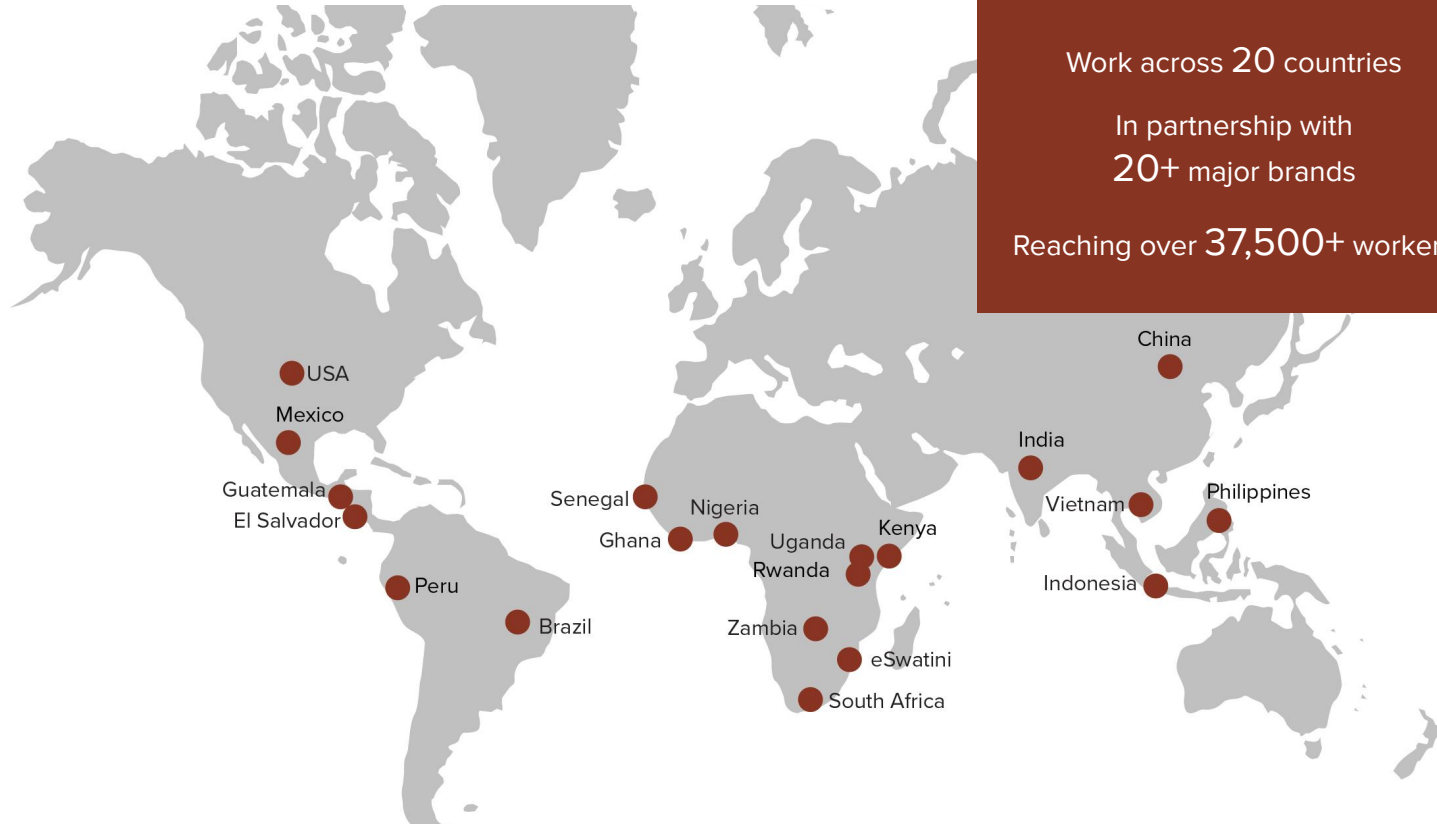 Work across 20 countries
In partnership with
20+ major brands
Reaching over 37,500+ worker
China
USA
Mexico
India
Guatemala
El Salvador
Senegal
Nigeria
Ghana
Uganda
Kenya
Rwanda
Vietnam
Philippines
Indonesia
Peru
Brazil
Zambia
eSwatini
South Africa